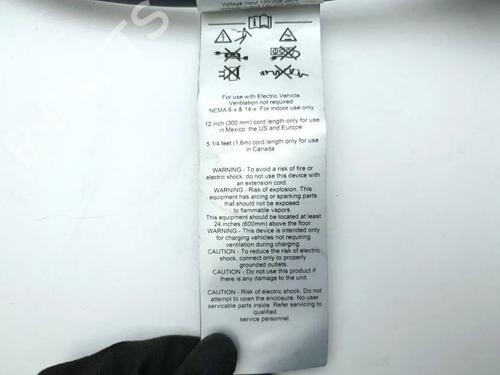 Voltage input 120/208-240V
For use with Electric Vehicle
Ventilation not required
NEMA 6-x & 14-x. For indoor use only
12 inch (300 mm) cord length only for use
in Mexico, the US and Europe
5 1/4 feet (1.6m) cord length only for use
in Canada.
WARNING - To avoid a risk of fire or
electric shock, do not use this device with
an extension cord.
WARNING - Risk of explosion. This
equipment has arcing or sparking parts
that should not be exposed
to flammable vapors.
This equipment should be located at least
24 inches (600mm) above the floor
WARNING - This device is intended only
for charging vehicles not requiring
ventilation during charging.
CAUTION - To reduce the risk of electric
shock, connect only to properly
grounded outlets.
CAUTION - Do not use this product if
there is any damage to the unit.
CAUTION - Risk of electric shock. Do not
attempt to open the enclosure. No user
servicable parts inside. Refer servicing to
qualified
service personnel.